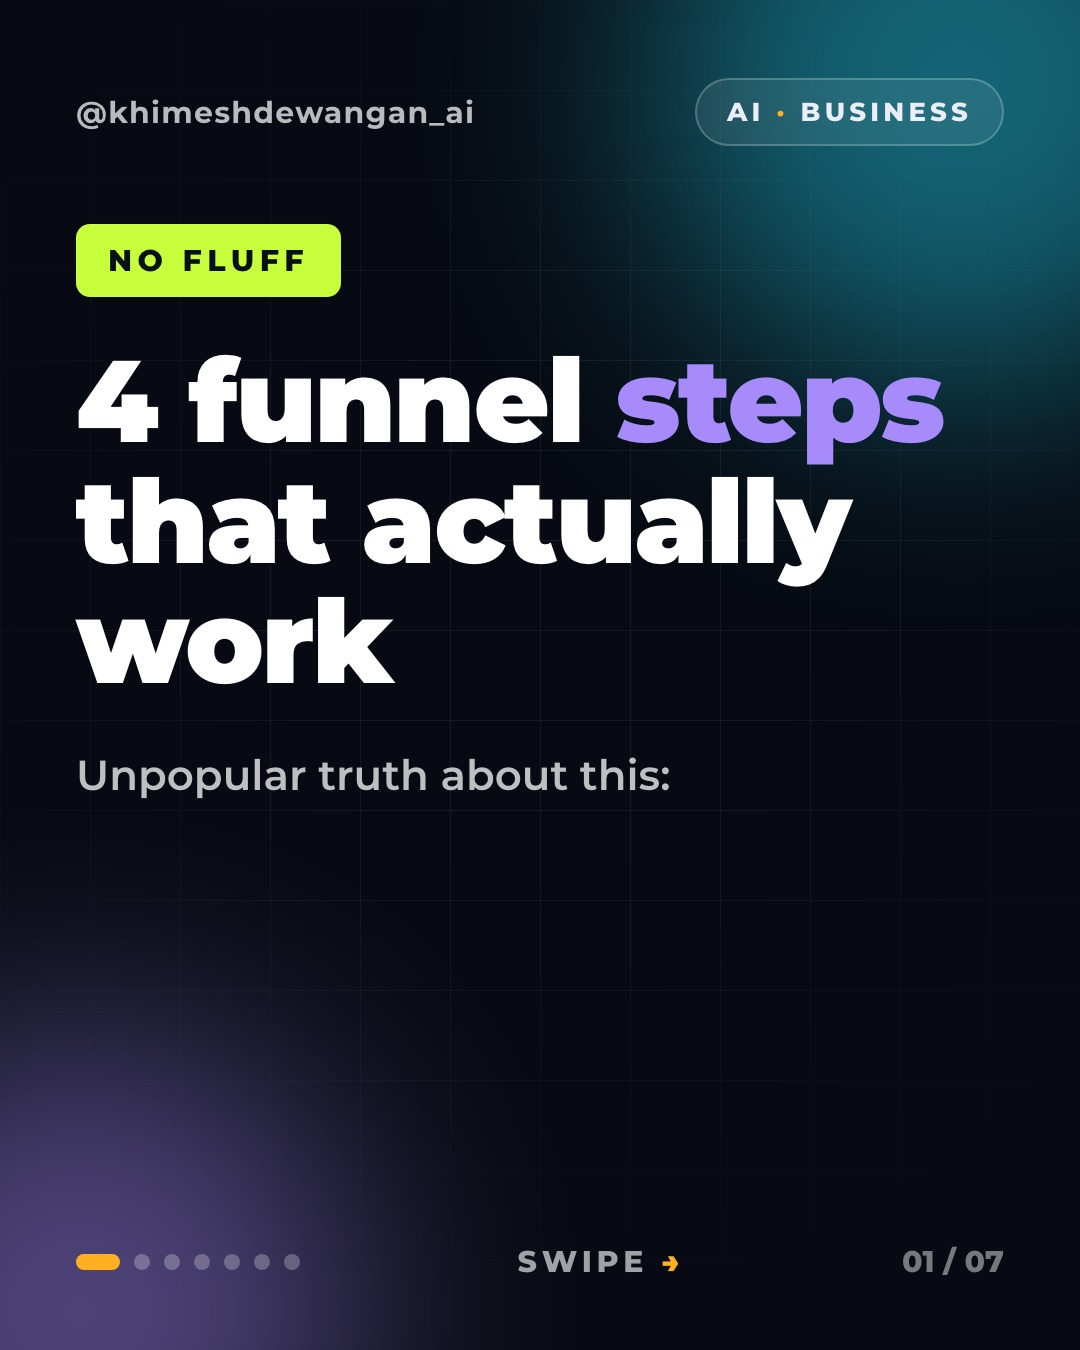 @khimeshdewangan_ai
AI · BUSINESS
NO FLUFF
4 funnel steps
that actually
work
Unpopular truth about this:
SWIPE →
01 / 07